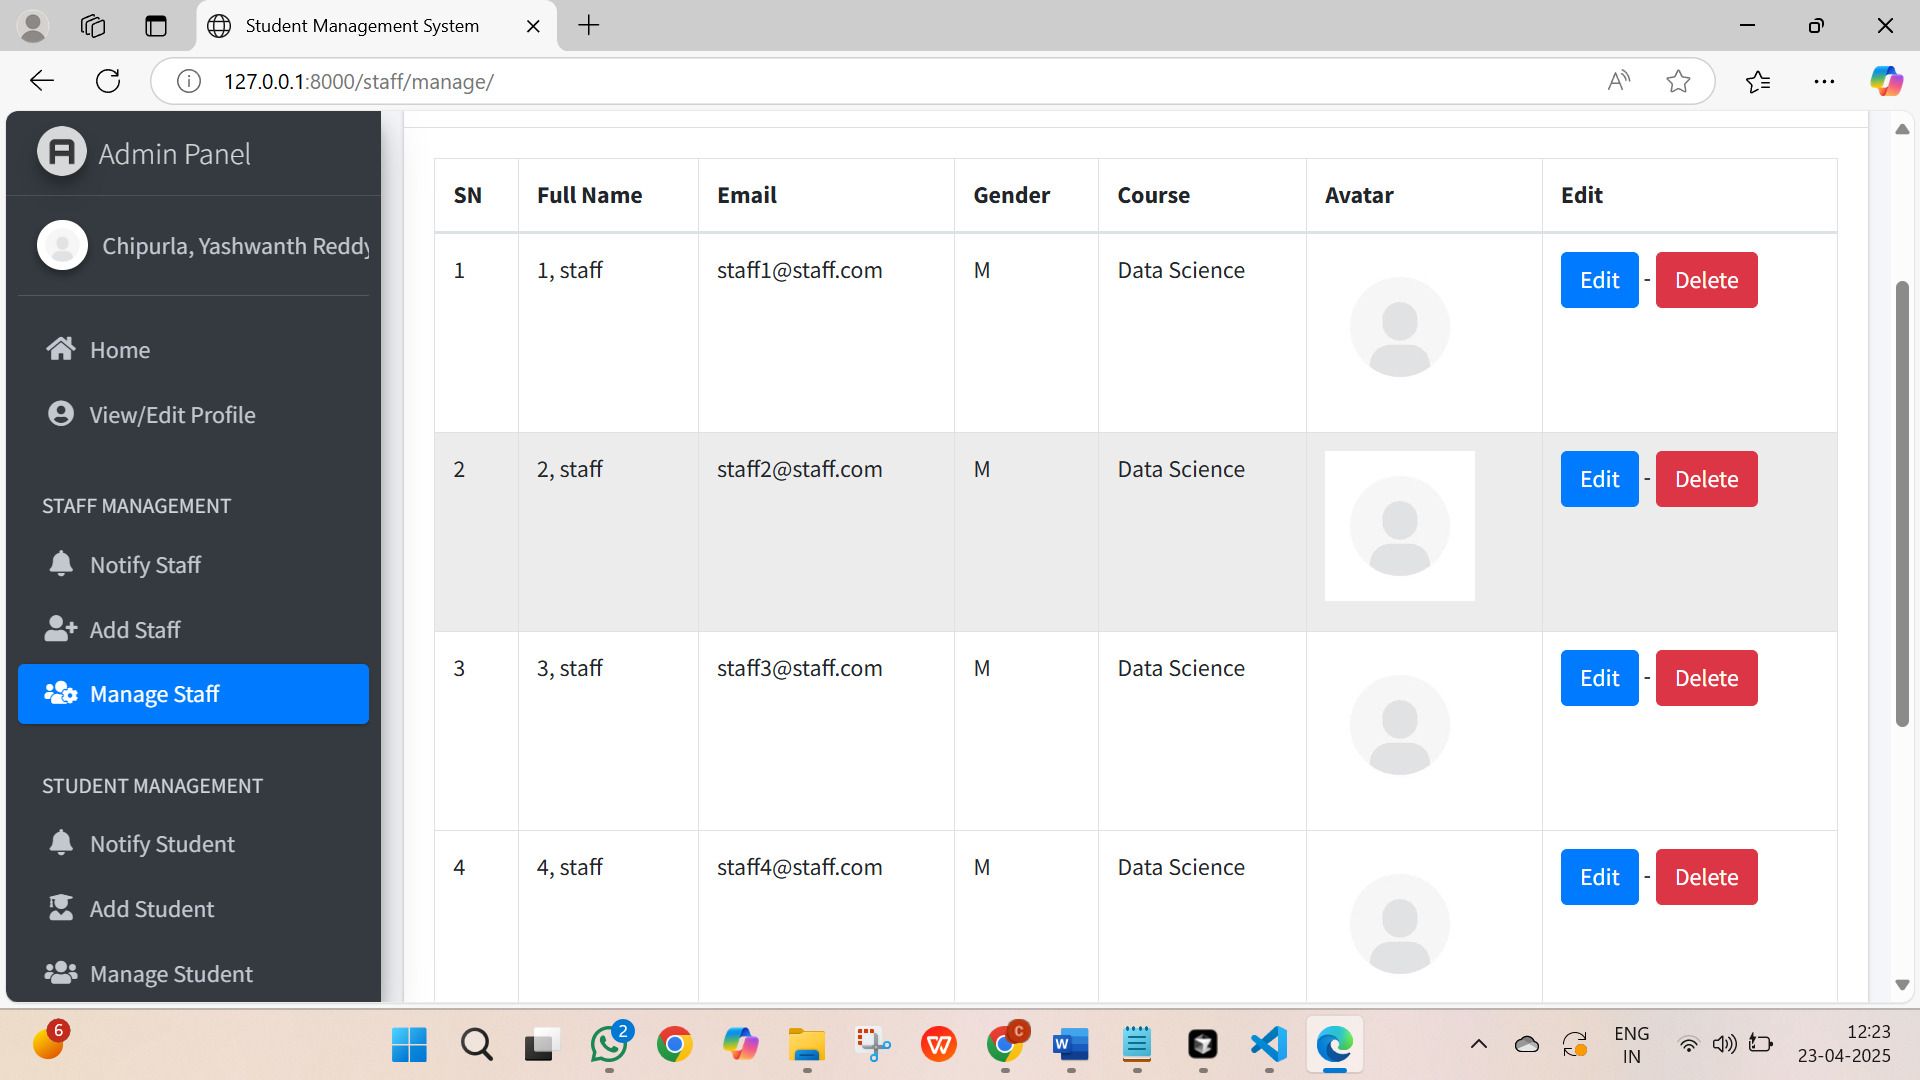 Student Management System
127.0.0.1:8000/staff/manage/
Admin Panel
Chipurla, Yashwanth Reddy
Home
View/Edit Profile
STAFF MANAGEMENT
Notify Staff
Add Staff
Manage Staff
STUDENT MANAGEMENT
Notify Student
Add Student
Manage Student
SN Full Name Email Gender Course Avatar Edit
1 1, staff staff1@staff.com M Data Science Edit - Delete
2 2, staff staff2@staff.com M Data Science Edit - Delete
3 3, staff staff3@staff.com M Data Science Edit - Delete
4 4, staff staff4@staff.com M Data Science Edit - Delete
6
2
C
W
ENG
IN
12:23
23-04-2025